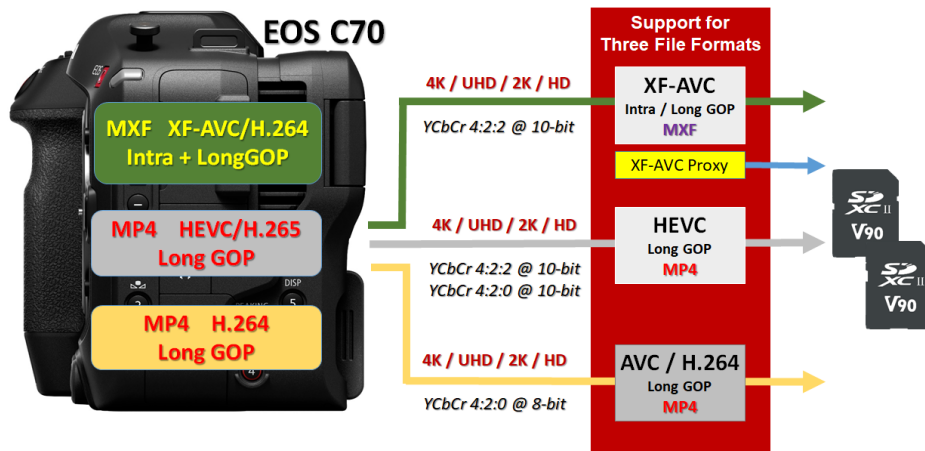 EOS C70
Support for
Three File Formats
EOS
MXF XF-AVC/H.264
Intra + LongGOP
4K / UHD / 2K / HD
YCbCr 4:2:2 @ 10-bit
XF-AVC
Intra / Long GOP
MXF
XF-AVC Proxy
MP4 HEVC/H.265
Long GOP
4K / UHD / 2K / HD
YCbCr 4:2:2 @ 10-bit
YCbCr 4:2:0 @ 10-bit
HEVC
Long GOP
MP4
DISP
5
MP4 H.264
Long GOP
4
4K / UHD / 2K / HD
YCbCr 4:2:0 @ 8-bit
AVC / H.264
Long GOP
MP4
SD
XC II
V90
SD
XC II
V90